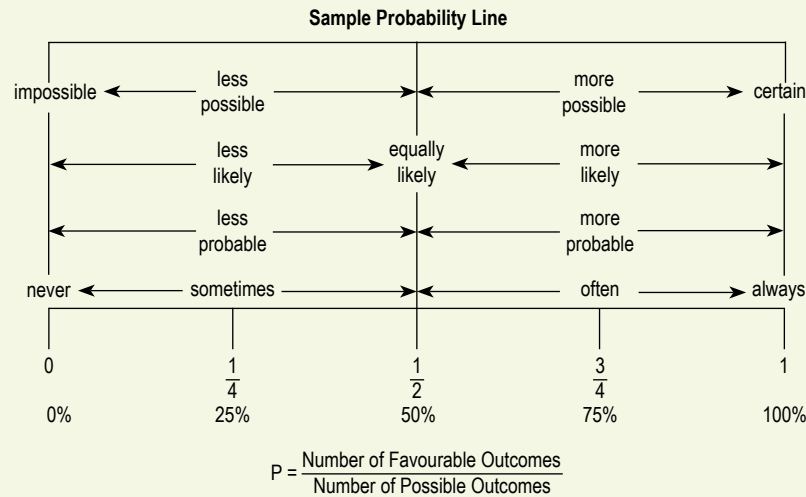 Sample Probability Line
impossible
less
possible
more
possible
certain
less
likely
equally
likely
more
likely
less
probable
more
probable
never
sometimes
often
always
0
1/4
1/2
3/4
1
0%
25%
50%
75%
100%
P = Number of Favourable Outcomes
Number of Possible Outcomes